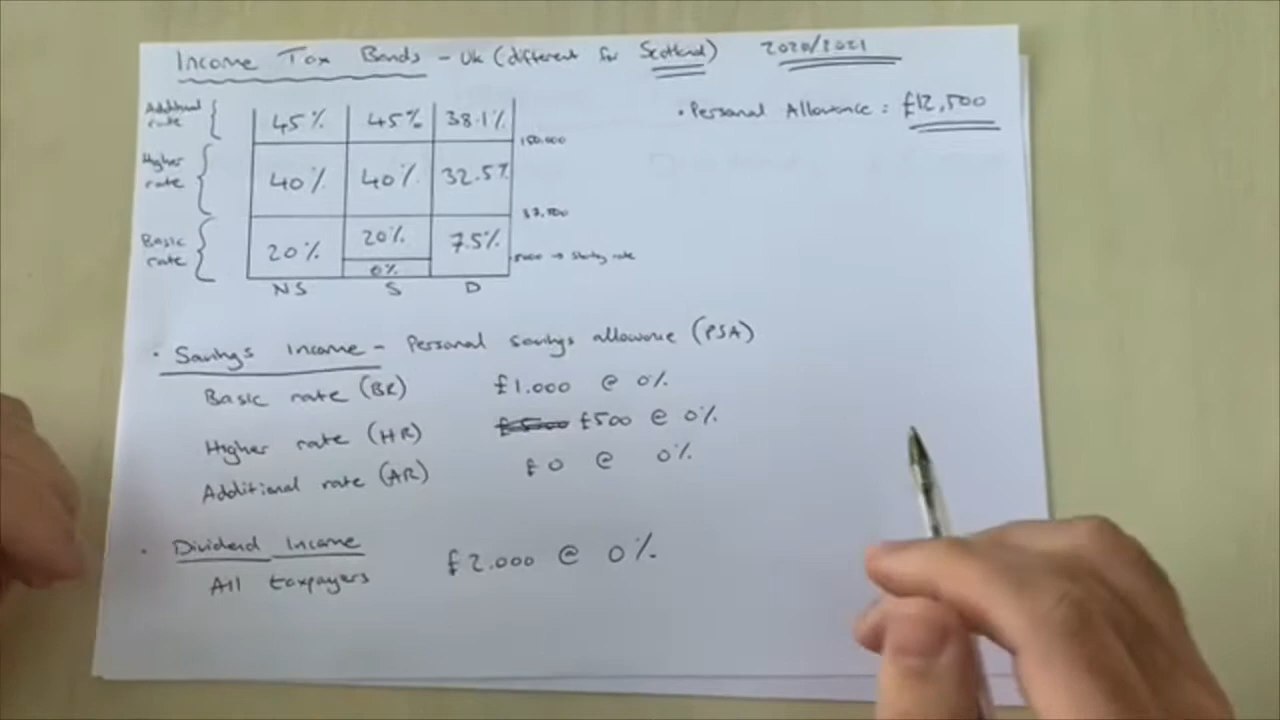 Income Tax Bands - UK (different for Scotland) 2020/2021
• Personal Allowance: £12,500
Additional rate
45% 45% 38.1%
150.000
Higher rate
40% 40% 32.5%
37.500
Basic rate
20% 20% 7.5%
0%
5000 → Starting rate
NS S D
• Savings Income - Personal savings allowance (PSA)
Basic rate (BR) £1.000 @ 0%
Higher rate (HR) £500 @ 0%
Additional rate (AR) £0 @ 0%
• Dividend Income
All taxpayers £2.000 @ 0%